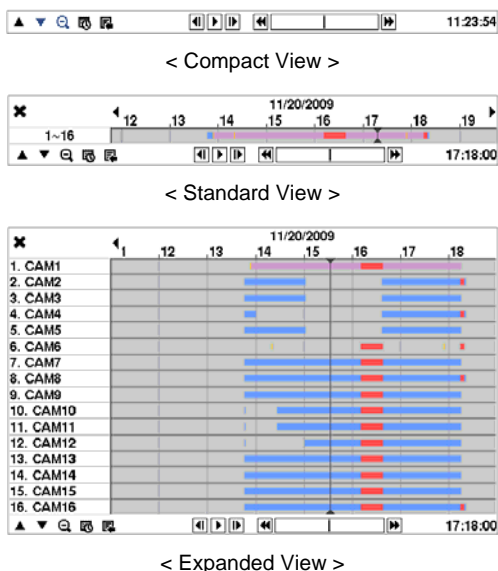 11:23:54
< Compact View >
11/20/2009
12 13 14 15 16 17 18 19
1~16
17:18:00
< Standard View >
11/20/2009
1 12 13 14 15 16 17 18
1. CAM1
2. CAM2
3. CAM3
4. CAM4
5. CAM5
6. CAM6
7. CAM7
8. CAM8
9. CAM9
10. CAM10
11. CAM11
12. CAM12
13. CAM13
14. CAM14
15. CAM15
16. CAM16
17:18:00
< Expanded View >